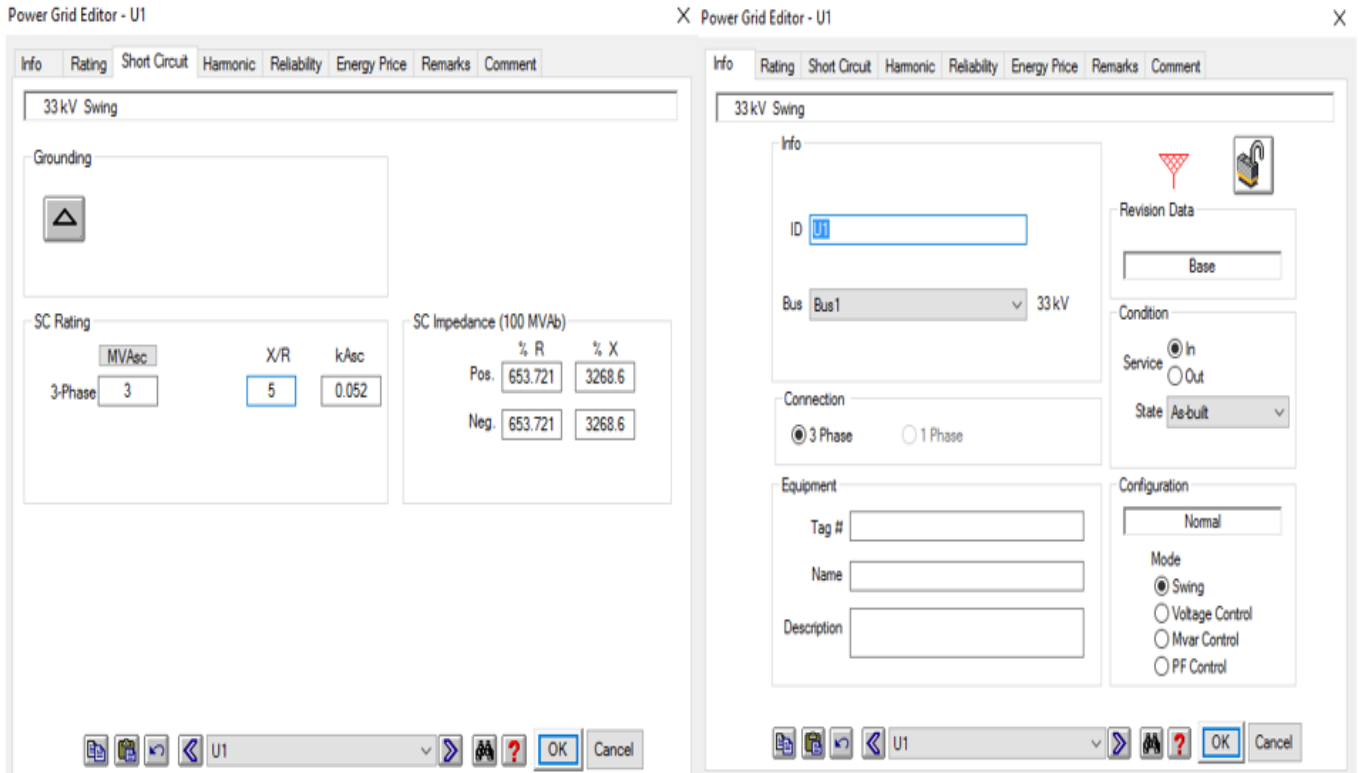 Power Grid Editor - U1
Info Rating Short Circuit Harmonic Reliability Energy Price Remarks Comment
33 kV Swing
Grounding
SC Rating
MVAsc X/R kAsc
3-Phase 3 5 0.052
SC Impedance (100 MVAb)
% R % X
Pos. 653.721 3268.6
Neg. 653.721 3268.6
U1
OK Cancel
Power Grid Editor - U1
Info Rating Short Circuit Harmonic Reliability Energy Price Remarks Comment
33 kV Swing
Info
ID U1
Bus Bus1 33 kV
Revision Data
Base
Condition
Service In
Out
State As-built
Connection
3 Phase 1 Phase
Equipment
Tag #
Name
Description
Configuration
Normal
Mode
Swing
Voltage Control
Mvar Control
PF Control
U1
? OK Cancel